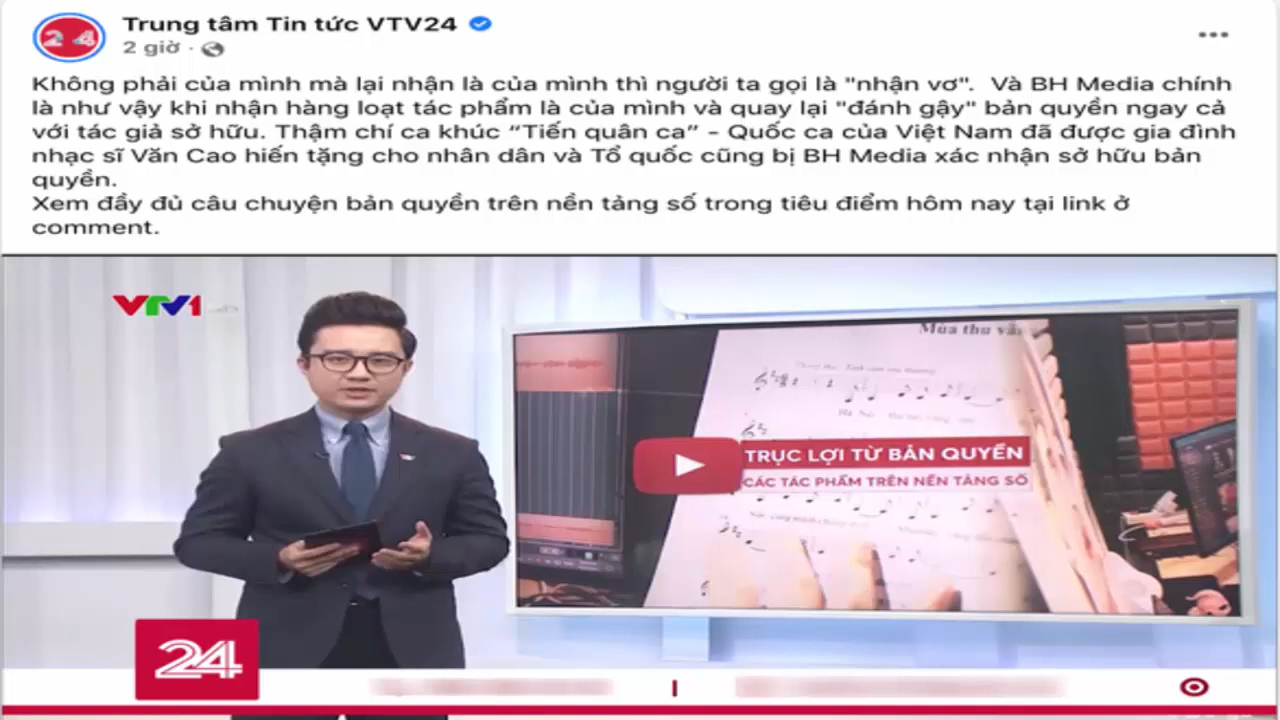 Trung tâm Tin tức VTV24
2 giờ ·
Không phải của mình mà lại nhận là của mình thì người ta gọi là "nhận vơ". Và BH Media chính
là như vậy khi nhận hàng loạt tác phẩm là của mình và quay lại "đánh gậy" bản quyền ngay cả
với tác giả sở hữu. Thậm chí ca khúc “Tiến quân ca” – Quốc ca của Việt Nam đã được gia đình
nhạc sĩ Văn Cao hiến tặng cho nhân dân và Tổ quốc cũng bị BH Media xác nhận sở hữu bản
quyền.
Xem đầy đủ câu chuyện bản quyền trên nền tảng số trong tiêu điểm hôm nay tại link ở
comment.
VTV1
Mùa thu
TRỤC LỢI TỪ BẢN QUYỀN
CÁC TÁC PHẨM TRÊN NỀN TẢNG SỐ
24